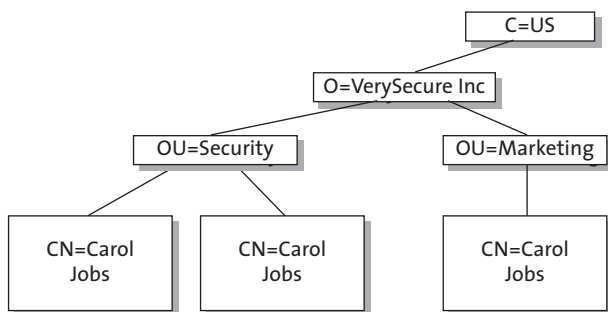 C=US
O=VerySecure Inc
OU=Security
OU=Marketing
CN=Carol
Jobs
CN=Carol
Jobs
CN=Carol
Jobs